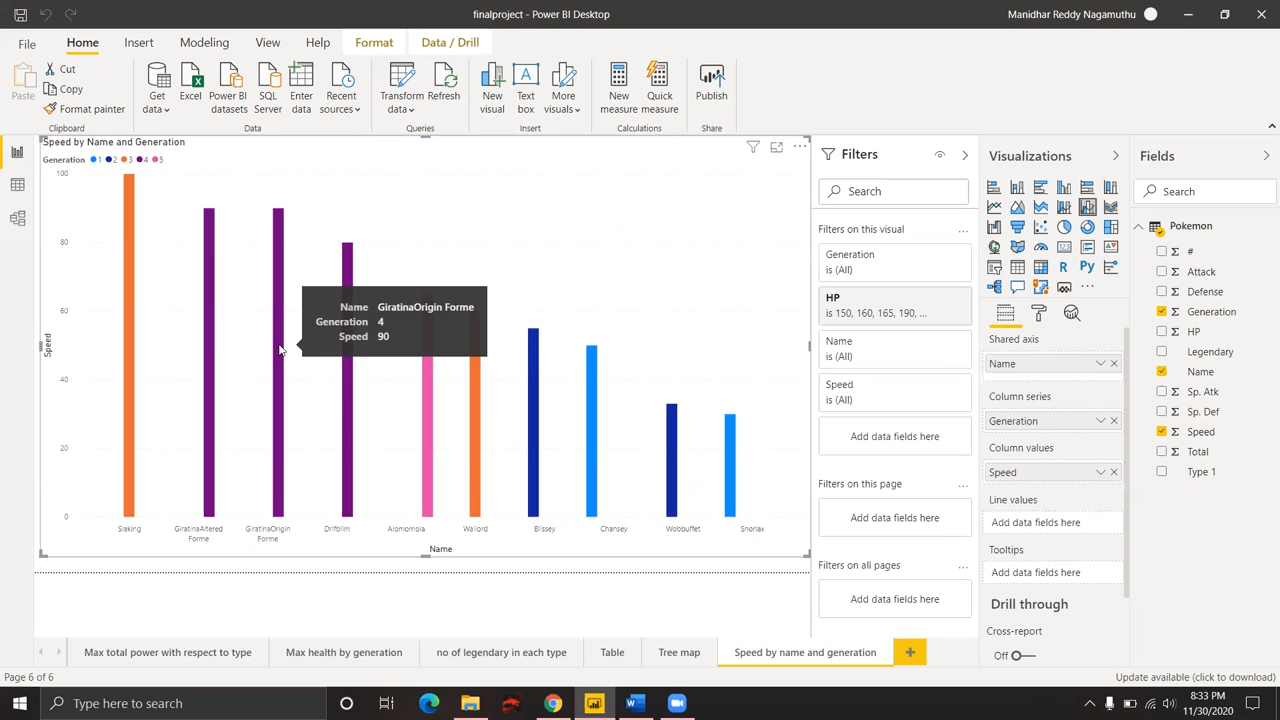 finalproject - Power BI Desktop
Manidhar Reddy Nagamuthu
File
Home
Insert
Modeling
View
Help
Format
Data / Drill
Paste
Cut
Copy
Format painter
Clipboard
Get data
Excel
Power BI datasets
SQL Server
Enter data
Recent sources
Data
Transform data
Refresh
Queries
New visual
Text box
More visuals
Insert
New measure
Quick measure
Calculations
Publish
Share
Speed by Name and Generation
Generation 1 2 3 4 5
100
80
60
40
20
0
Speed
Name GiratinaOrigin Forme
Generation 4
Speed 90
Slaking
GiratinaAltered Forme
GiratinaOrigin Forme
Drifblim
Alomomola
Wailord
Blissey
Chansey
Wobbuffet
Snorlax
Name
Filters
Search
Filters on this visual
Generation
is (All)
HP
is 150, 160, 165, 190, ...
Name
is (All)
Speed
is (All)
Add data fields here
Filters on this page
Add data fields here
Filters on all pages
Add data fields here
Visualizations
R
Py
Shared axis
Name
Column series
Generation
Column values
Speed
Line values
Add data fields here
Tooltips
Add data fields here
Drill through
Cross-report
Off
Fields
Search
Pokemon
#
Attack
Defense
Generation
HP
Legendary
Name
Sp. Atk
Sp. Def
Speed
Total
Type 1
Max total power with respect to type
Max health by generation
no of legendary in each type
Table
Tree map
Speed by name and generation
Page 6 of 6
Update available (click to download)
Type here to search
8:33 PM
11/30/2020